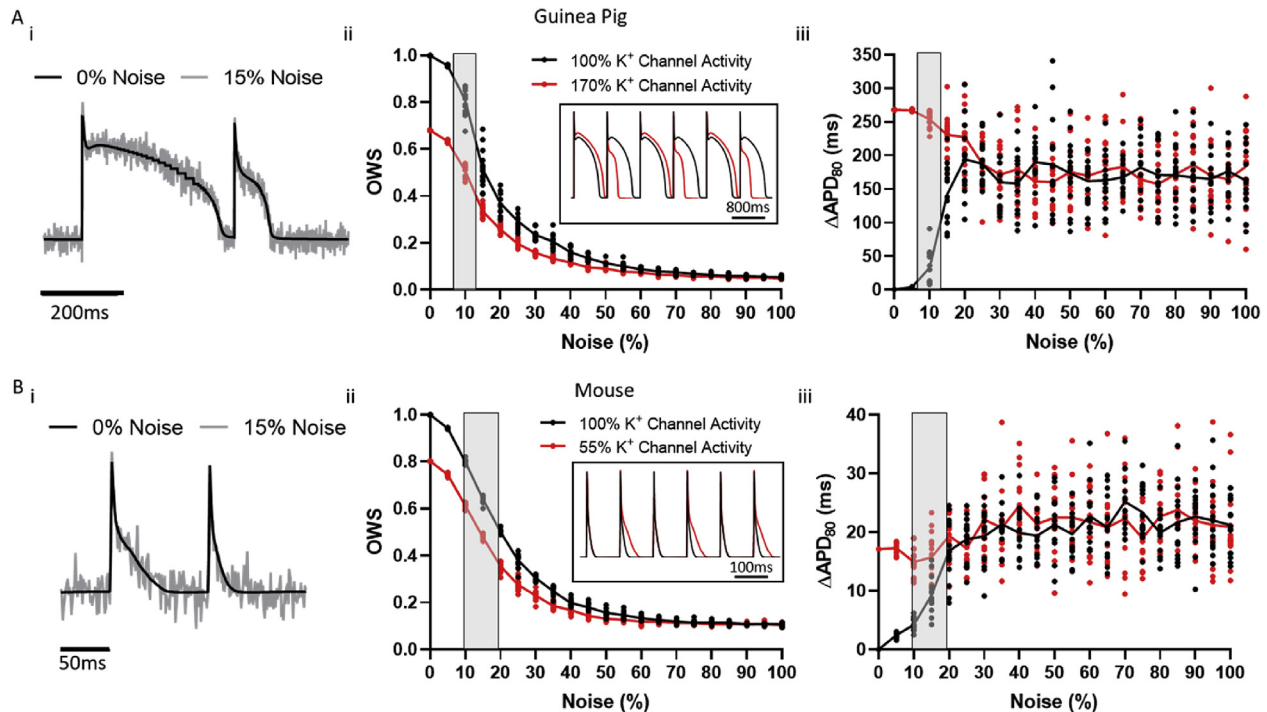 A
Guinea Pig
i
0% Noise
15% Noise
200ms
ii
100% K⁺ Channel Activity
170% K⁺ Channel Activity
800ms
OWS
1.0
0.8
0.6
0.4
0.2
0.0
0 10 20 30 40 50 60 70 80 90 100
Noise (%)
iii
ΔAPD₈₀ (ms)
350
300
250
200
150
100
50
0
0 10 20 30 40 50 60 70 80 90 100
Noise (%)
B
Mouse
i
0% Noise
15% Noise
50ms
ii
100% K⁺ Channel Activity
55% K⁺ Channel Activity
100ms
OWS
1.0
0.8
0.6
0.4
0.2
0.0
0 10 20 30 40 50 60 70 80 90 100
Noise (%)
iii
ΔAPD₈₀ (ms)
40
30
20
10
0
0 10 20 30 40 50 60 70 80 90 100
Noise (%)